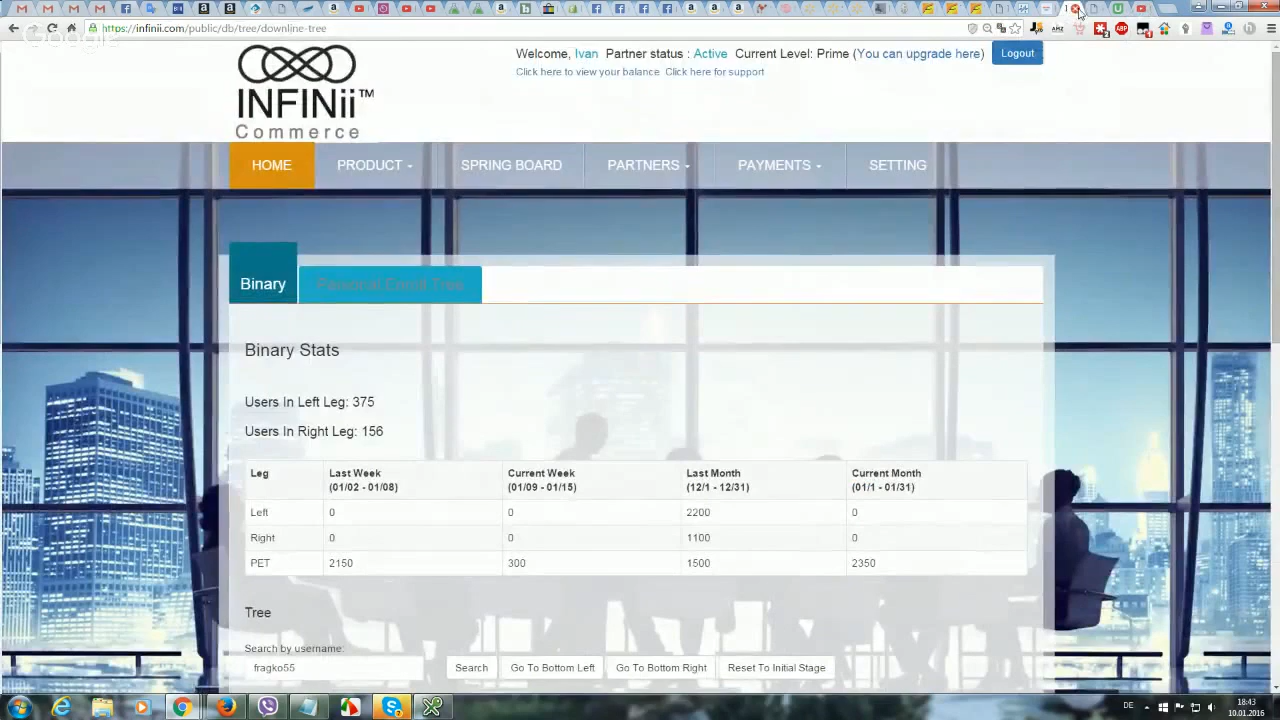 https://infinii.com/public/db/downline-tree
Google
Welcome, Ivan Partner status : Active Current Level: Prime (You can upgrade here)
Logout
Click here to view your balance. Click here for support
INFINii™
Commerce
HOME
PRODUCT
SPRING BOARD
PARTNERS
PAYMENTS
SETTING
Binary
Personal Enroll Tree
Binary Stats
Users In Left Leg: 375
Users In Right Leg: 156
Leg Last Week Current Week Last Month Current Month
(01/02 - 01/08) (01/09 - 01/15) (12/1 - 12/31) (01/1 - 01/31)
Left 0 0 2200 0
Right 0 0 1100 0
PET 2150 300 1500 2350
Tree
Search by username:
fragko55 Search Go To Bottom Left Go To Bottom Right Reset To Initial Stage
DE 18:43
10.01.2016